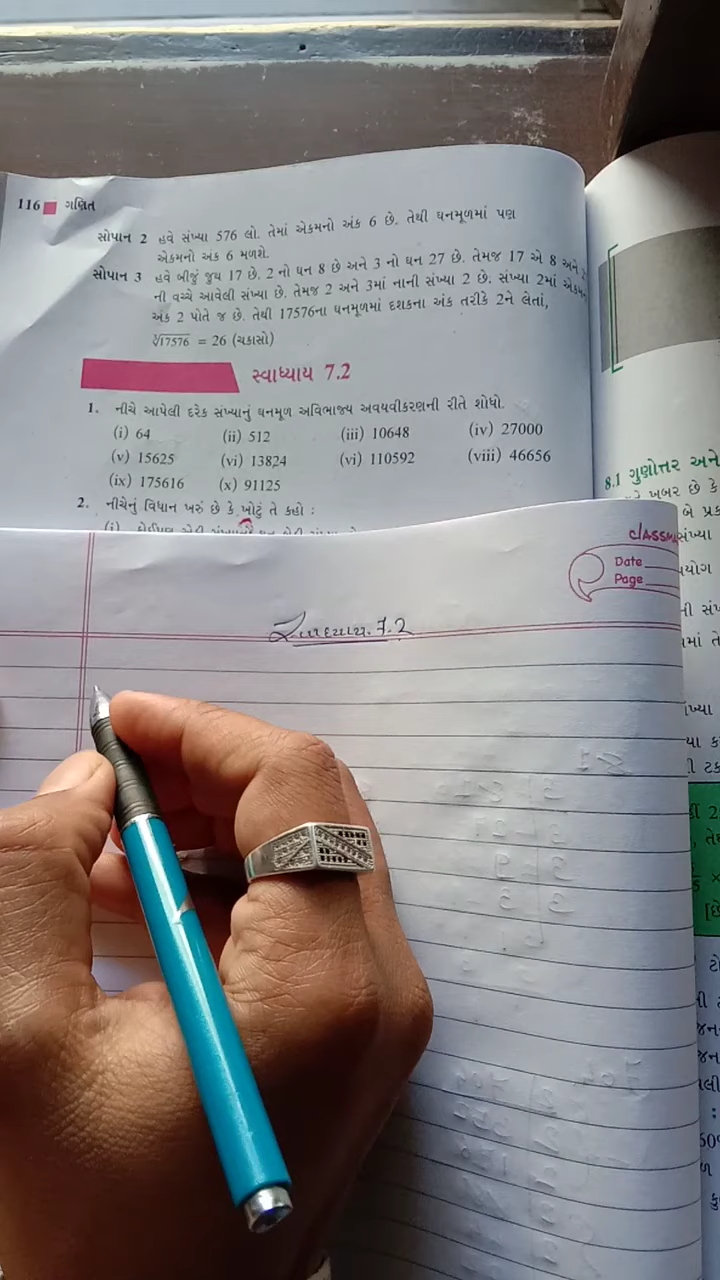 116 ગણિત
સોપાન 2 હવે સંખ્યા 576 લો. તેમાં એકમનો અંક 6 છે. તેથી ઘનમૂળમાં પણ
એકમનો અંક 6 મળશે.
સોપાન 3 હવે બીજું જુથ 17 છે. 2 નો ઘન 8 છે અને 3 નો ઘન 27 છે. તેમજ 17 એ 8 અને
ની વચ્ચે આવેલી સંખ્યા છે. તેમજ 2 અને 3માં નાની સંખ્યા 2 છે. સંખ્યા 2માં એકમનો
અંક 2 પોતે જ છે. તેથી 17576ના ઘનમૂળમાં દશકના અંક તરીકે 2ને લેતાં,
∛17576 = 26 (ચકાસો)
સ્વાધ્યાય 7.2
1. નીચે આપેલી દરેક સંખ્યાનું ઘનમૂળ અવિભાજ્ય અવયવીકરણની રીતે શોધો.
(i) 64 (ii) 512 (iii) 10648 (iv) 27000
(v) 15625 (vi) 13824 (vi) 110592 (viii) 46656
(ix) 175616 (x) 91125
2. નીચેનું વિધાન ખરું છે કે ખોટું તે કહો :
8.1 ગુણોત્તર અને
ખબર છે કે
બે પ્રક
classm
Date
Page
સ્વાધ્યાય. 7.2